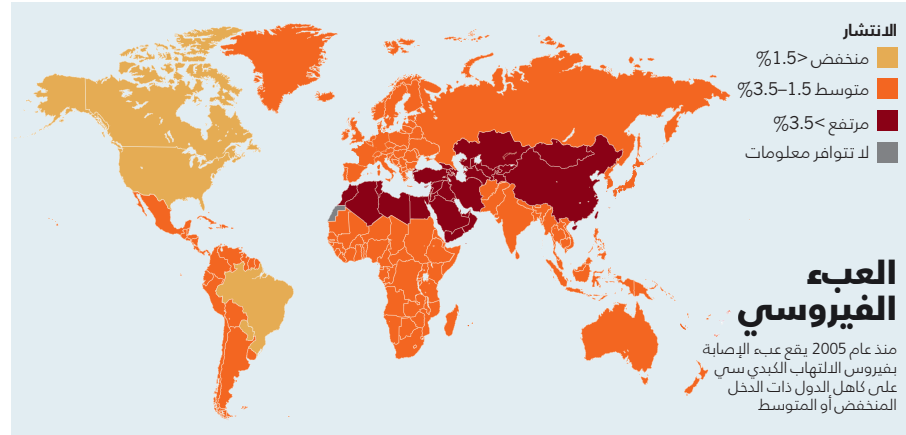 الانتشار
منخفض <1.5%
متوسط 1.5–3.5%
مرتفع >3.5%
لا تتوافر معلومات
العبء
الفيروسي
منذ عام 2005 يقع عبء الإصابة
بفيروس الالتهاب الكبدي سي
على كاهل الدول ذات الدخل
المنخفض أو المتوسط